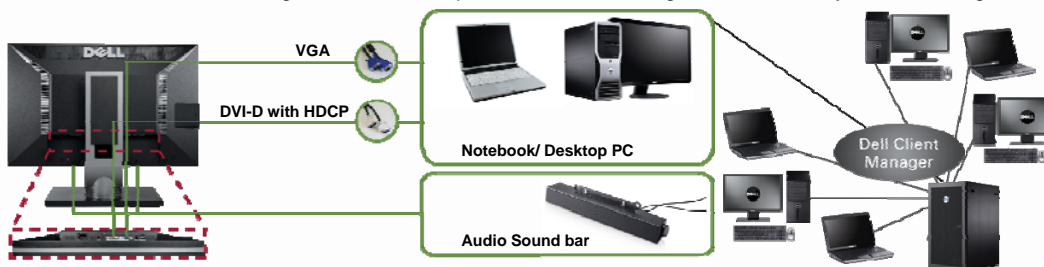 DELL
VGA
DVI-D with HDCP
Notebook/ Desktop PC
Audio Sound bar
Dell Client
Manager